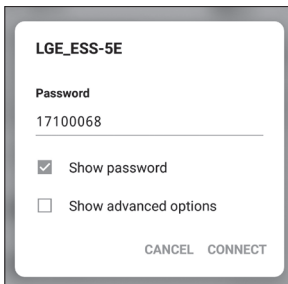 LGE_ESS-5E
Password
17100068
Show password
Show advanced options
CANCEL CONNECT